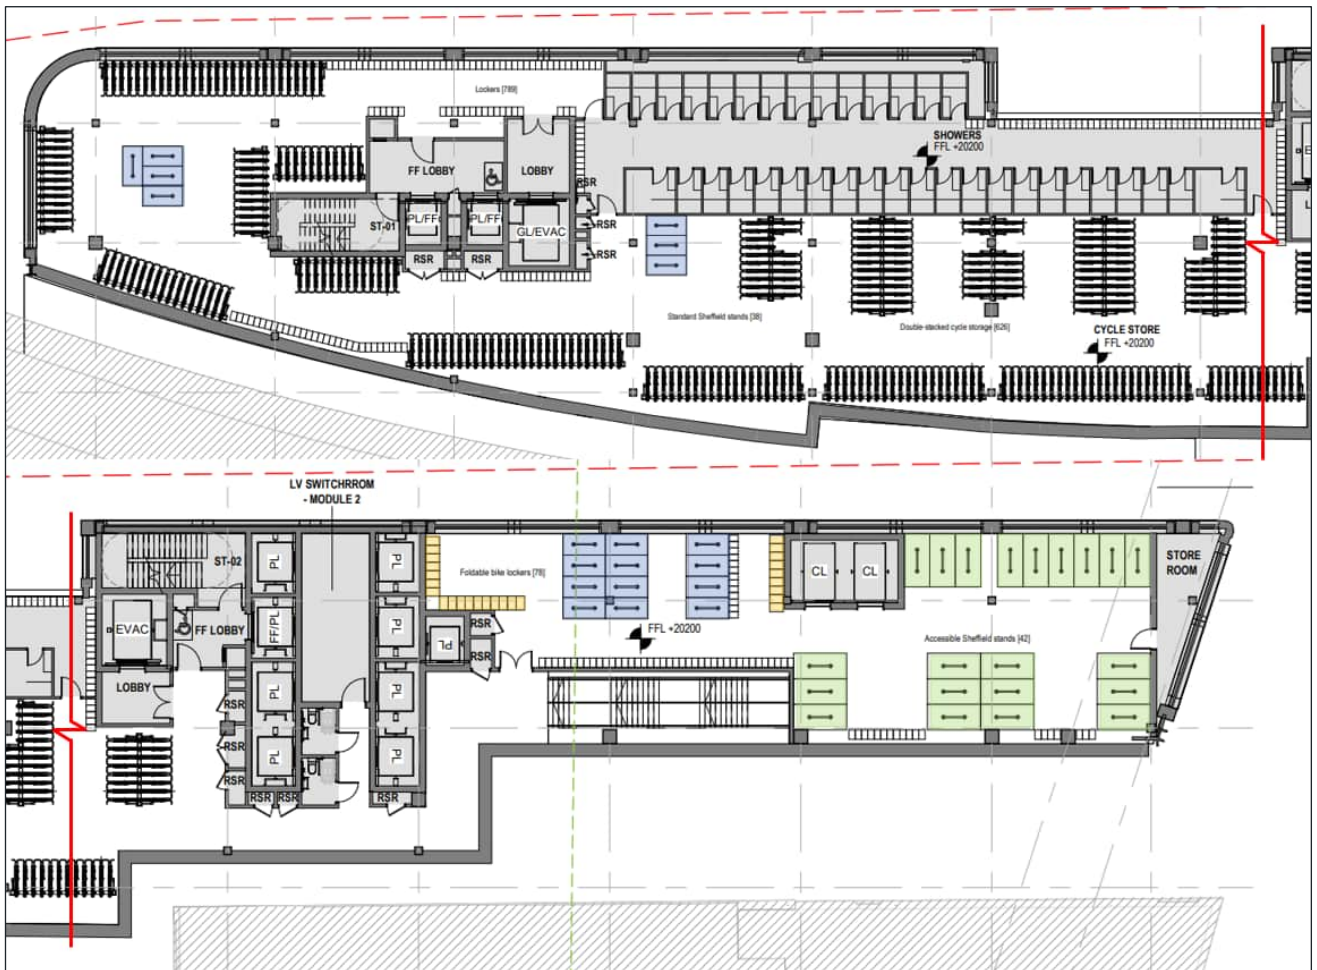 Lockers [789]
SHOWERS
FFL +20200
FF LOBBY
LOBBY
RSR
ST-01
PL/FF
PL/FF
GL/EVAC
RSR
RSR
RSR
RSR
Standard Sheffield stands [38]
Double-stacked cycle storage [626]
CYCLE STORE
FFL +20200
E
L
LV SWITCHRROM
- MODULE 2
ST-02
PL
PL
STORE
ROOM
Foldable bike lockers [78]
CL
CL
EVAC
FF LOBBY
FF/PL
PL
RSR
FFL +20200
PL
RSR
Accessible Sheffield stands [42]
LOBBY
PL
PL
RSR
RSR
PL
PL
RSR
RSR
RSR
RSR